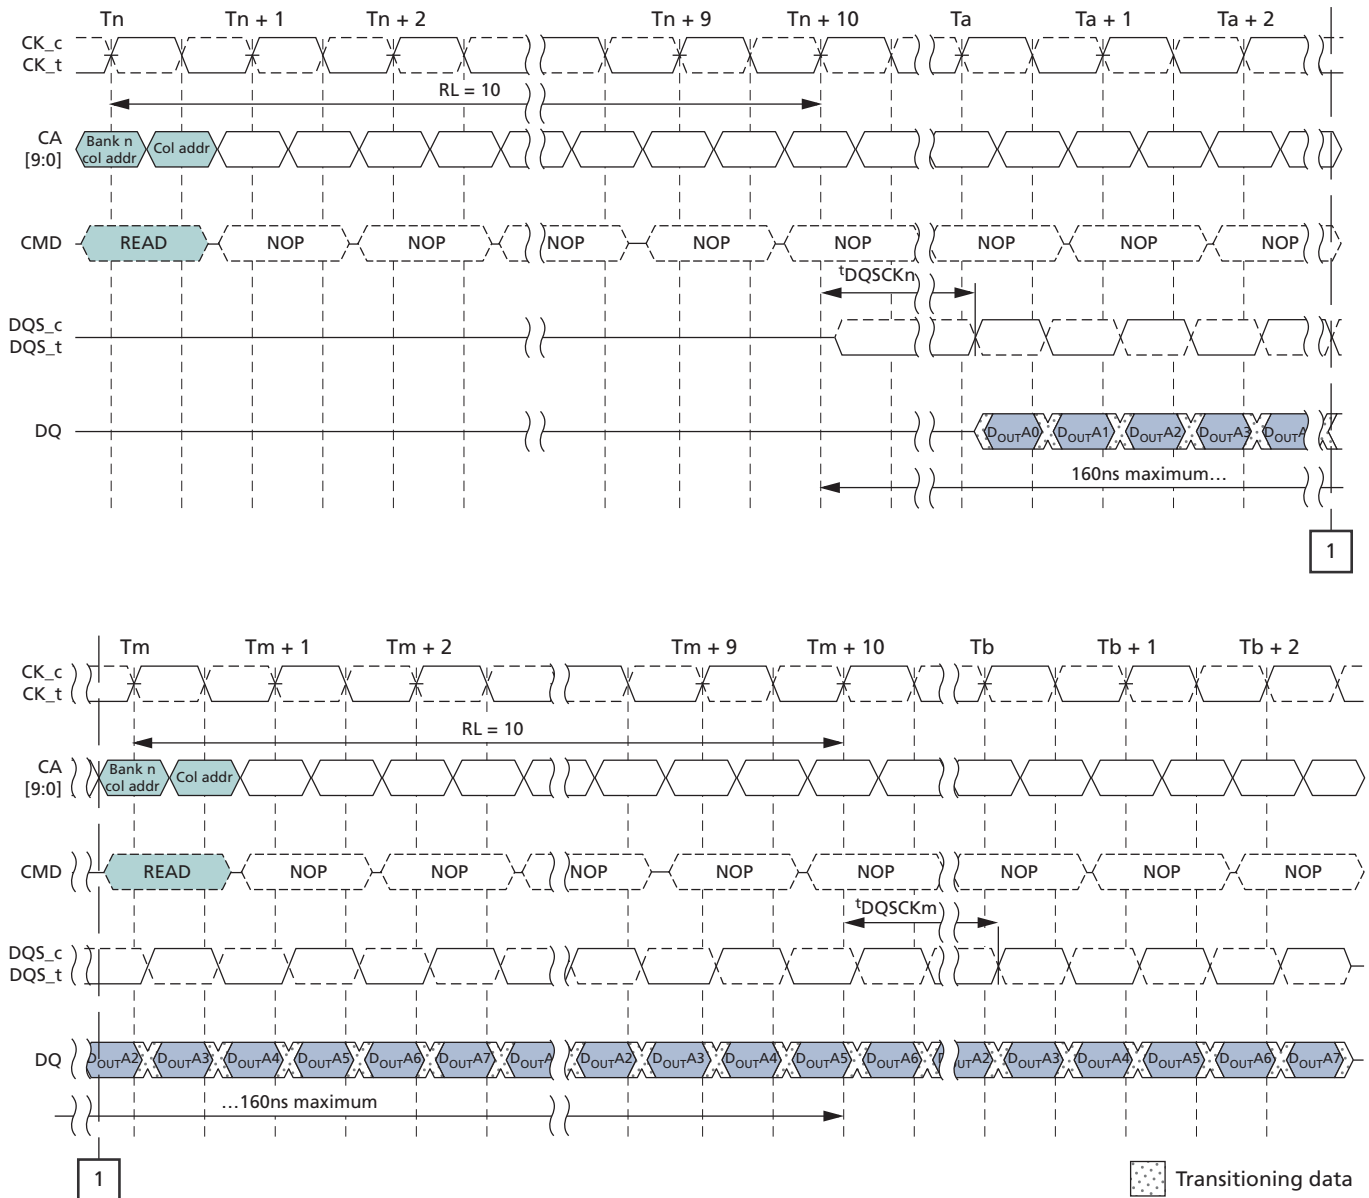 Tn Tn + 1 Tn + 2 Tn + 9 Tn + 10 Ta Ta + 1 Ta + 2
CK_c
CK_t
RL = 10
CA
[9:0]
Bank n
col addr
Col addr
CMD READ NOP NOP NOP NOP NOP NOP NOP NOP
tDQSCKn
DQS_c
DQS_t
DQ DOUTA0 DOUTA1 DOUTA2 DOUTA3 DOUTA
160ns maximum…
1
Tm Tm + 1 Tm + 2 Tm + 9 Tm + 10 Tb Tb + 1 Tb + 2
CK_c
CK_t
RL = 10
CA
[9:0]
Bank n
col addr
Col addr
CMD READ NOP NOP NOP NOP NOP NOP NOP NOP
tDQSCKm
DQS_c
DQS_t
DQ DOUTA2 DOUTA3 DOUTA4 DOUTA5 DOUTA6 DOUTA7 DOUTA DOUTA2 DOUTA3 DOUTA4 DOUTA5 DOUTA6 OUTA2 DOUTA3 DOUTA4 DOUTA5 DOUTA6 DOUTA7
…160ns maximum
1
Transitioning data